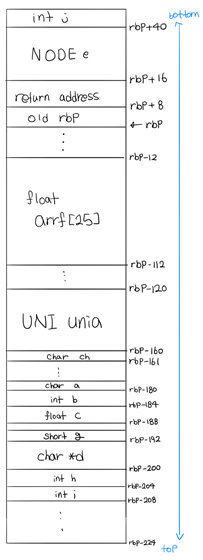 int j
bottom
rbp+40
NODE e
rbp+16
return address
rbp+8
old rbp
← rbp
rbp-12
float
arrf[25]
rbp-112
rbp-120
UNI unia
rbp-160
char ch
rbp-161
char a
rbp-180
int b
rbp-184
float c
rbp-188
short g
rbp-192
char *d
rbp-200
int h
rbp-204
int i
rbp-208
rbp-224
top